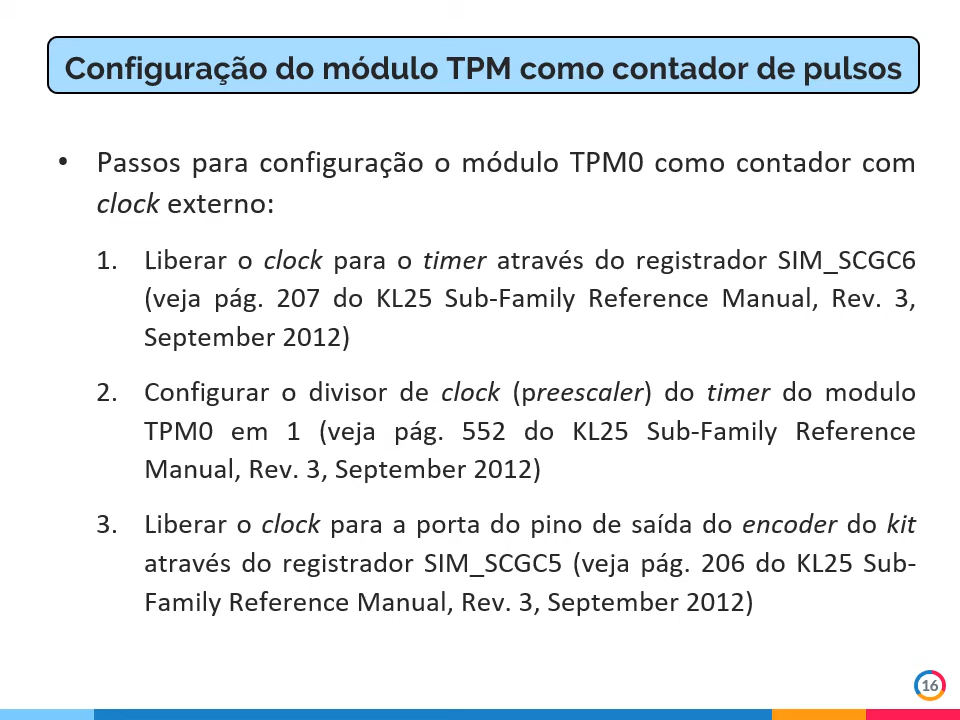 Configuração do módulo TPM como contador de pulsos
• Passos para configuração o módulo TPM0 como contador com
clock externo:
1. Liberar o clock para o timer através do registrador SIM_SCGC6
(veja pág. 207 do KL25 Sub-Family Reference Manual, Rev. 3,
September 2012)
2. Configurar o divisor de clock (preescaler) do timer do modulo
TPM0 em 1 (veja pág. 552 do KL25 Sub-Family Reference
Manual, Rev. 3, September 2012)
3. Liberar o clock para a porta do pino de saída do encoder do kit
através do registrador SIM_SCGC5 (veja pág. 206 do KL25 Sub-
Family Reference Manual, Rev. 3, September 2012)
16